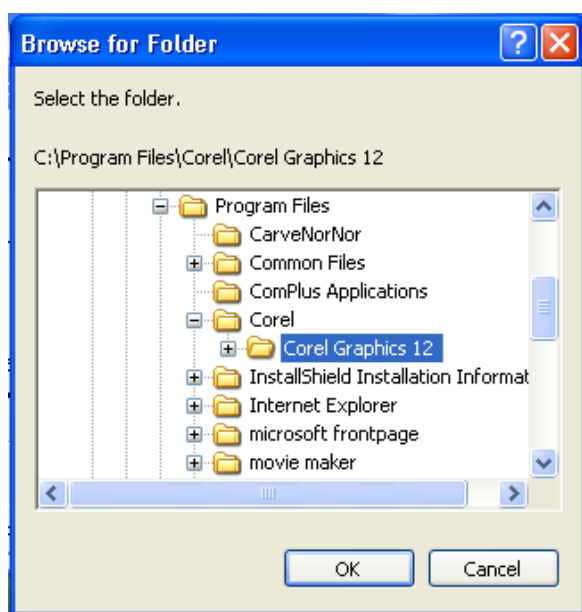 Browse for Folder
Select the folder.
C:\Program Files\Corel\Corel Graphics 12
Program Files
CarveNorNor
Common Files
ComPlus Applications
Corel
Corel Graphics 12
InstallShield Installation Informat
Internet Explorer
microsoft frontpage
movie maker
OK Cancel